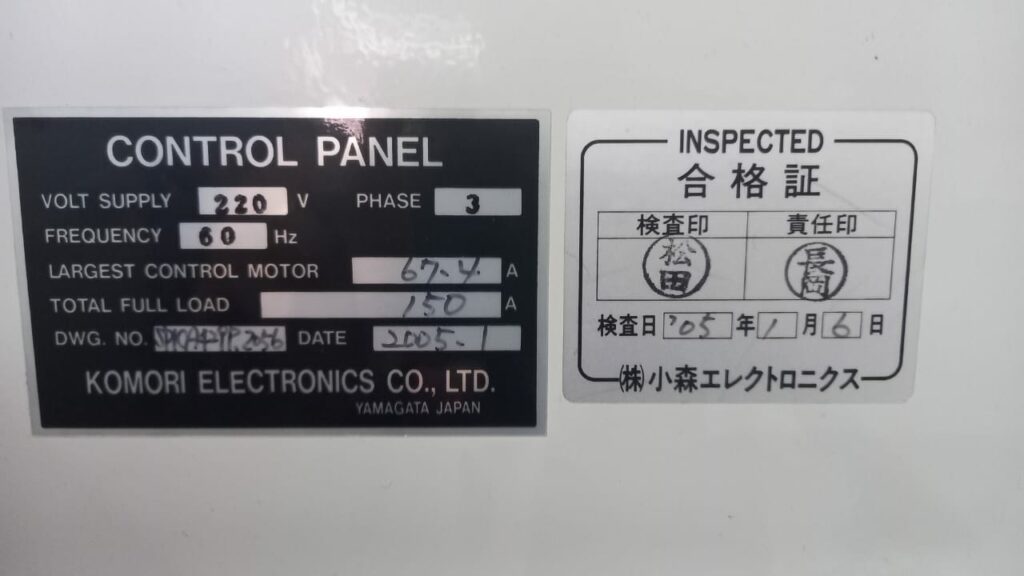 CONTROL PANEL
VOLT SUPPLY 220 V PHASE 3
FREQUENCY 60 Hz
LARGEST CONTROL MOTOR 67.4 A
TOTAL FULL LOAD 150 A
DWG. NO. DATE 2005.1
KOMORI ELECTRONICS CO., LTD.
YAMAGATA JAPAN
INSPECTED
合格証
検査印 責任印
松田 長岡
検査日 '05 年 1 月 6 日
㈱小森エレクトロニクス